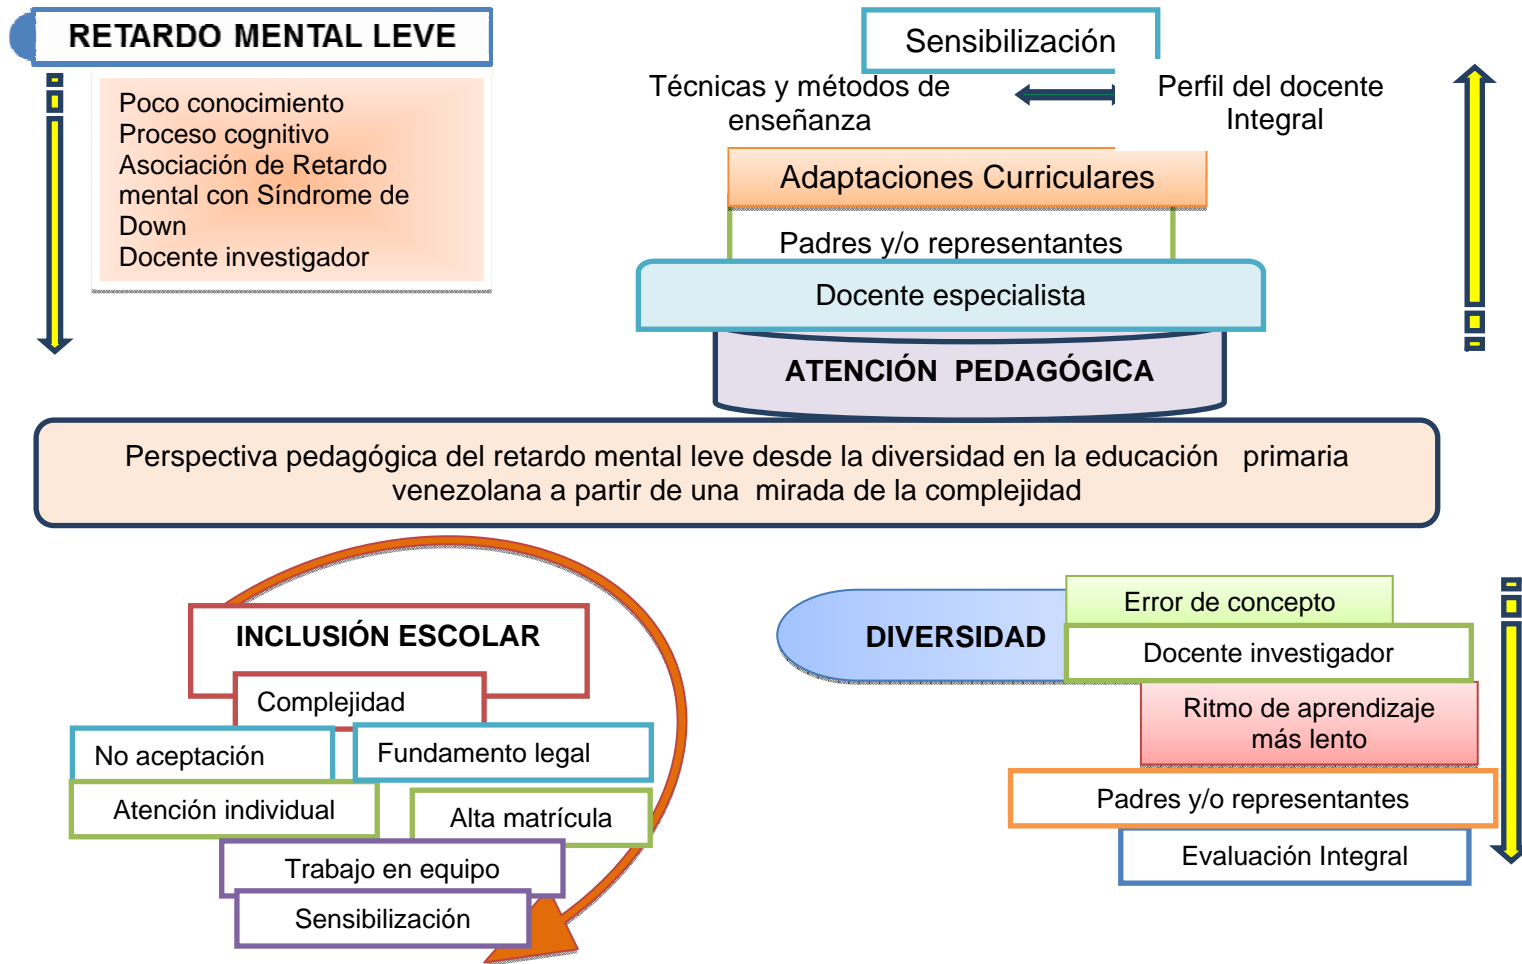 RETARDO MENTAL LEVE
Poco conocimiento
Proceso cognitivo
Asociación de Retardo
mental con Síndrome de
Down
Docente investigador
Sensibilización
Técnicas y métodos de
enseñanza
Perfil del docente
Integral
Adaptaciones Curriculares
Padres y/o representantes
Docente especialista
ATENCIÓN PEDAGÓGICA
Perspectiva pedagógica del retardo mental leve desde la diversidad en la educación primaria
venezolana a partir de una mirada de la complejidad
INCLUSIÓN ESCOLAR
Complejidad
No aceptación
Fundamento legal
Atención individual
Alta matrícula
Trabajo en equipo
Sensibilización
DIVERSIDAD
Error de concepto
Docente investigador
Ritmo de aprendizaje
más lento
Padres y/o representantes
Evaluación Integral